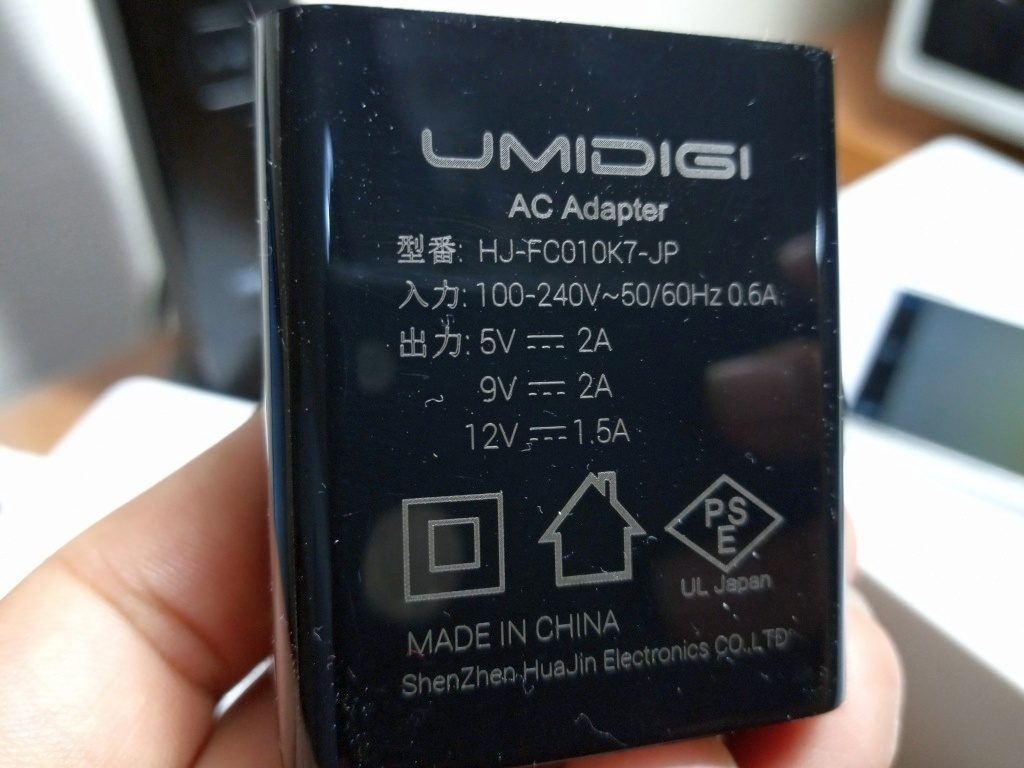 UMIDIGI
AC Adapter
型番: HJ-FC010K7-JP
入力: 100-240V~50/60Hz 0.6A
出力: 5V ⎓ 2A
9V ⎓ 2A
12V ⎓ 1.5A
PSE
UL Japan
MADE IN CHINA
ShenZhen HuaJin Electronics CO.,LTD